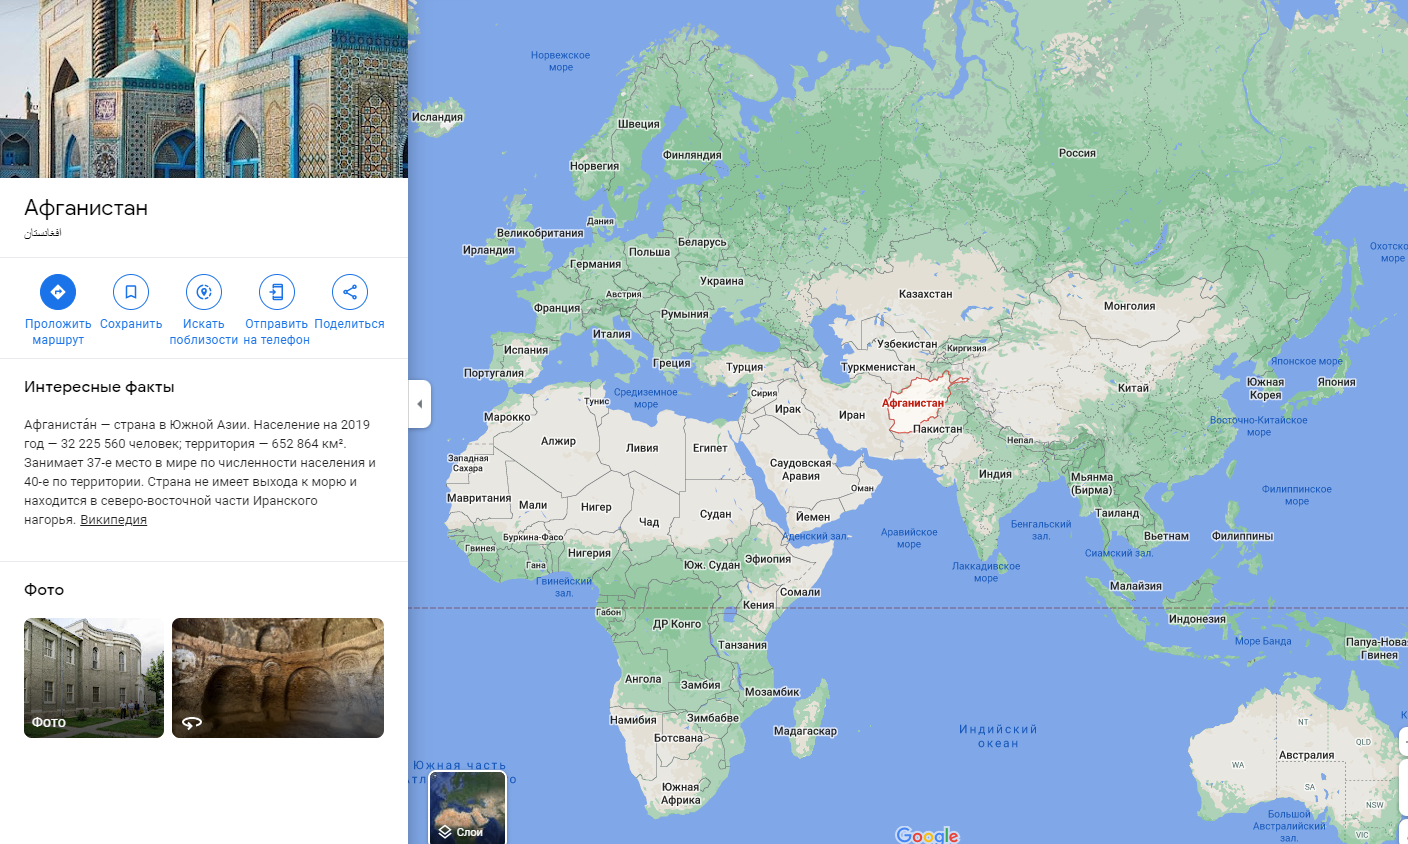 Афганистан
افغانستان
Проложить
маршрут
Сохранить
Искать
поблизости
Отправить
на телефон
Поделиться
Интересные факты
Афганиста́н — страна в Южной Азии. Население на 2019
год — 32 225 560 человек; территория — 652 864 км².
Занимает 37-е место в мире по численности населения и
40-е по территории. Страна не имеет выхода к морю и
находится в северо-восточной части Иранского
нагорья. Википедия
Фото
Фото
Норвежское
море
Исландия
Швеция
Финляндия
Норвегия
Россия
Дания
Великобритания
Ирландия
Беларусь
Польша
Германия
Охотско
море
Украина
Австрия
Франция
Румыния
Казахстан
Монголия
Италия
Испания
Греция
Португалия
Турция
Узбекистан
Киргизия
Туркменистан
Японское море
Южная
Корея
Япония
Китай
Средиземное
море
Тунис
Сирия
Марокко
Ирак
Иран
Афганистан
Пакистан
Восточно-Китайское
море
Алжир
Ливия
Египет
Непал
Западная
Сахара
Саудовская
Аравия
Индия
Мьянма
(Бирма)
Оман
Филиппинское
море
Мавритания
Мали
Нигер
Чад
Судан
Йемен
Таиланд
Бенгальский
зал.
Буркина-Фасо
Аденский зал.
Аравийское
море
Вьетнам
Филиппины
Гвинея
Нигерия
Гана
Юж. Судан
Эфиопия
Сиамский зал.
Лаккадивское
море
Гвинейский
зал.
Сомали
Малайзия
Габон
Кения
ДР Конго
Индонезия
Танзания
Море Банда
Папуа-Нова
Гвинея
Ангола
Замбия
Мозамбик
Намибия
Зимбабве
Мадагаскар
Ботсвана
Индийский
океан
NT
QLD
Австралия
WA
SA
NSW
VIC
Южная часть
Южная
Африка
Большой
Австралийский
зал.
Слои
Google